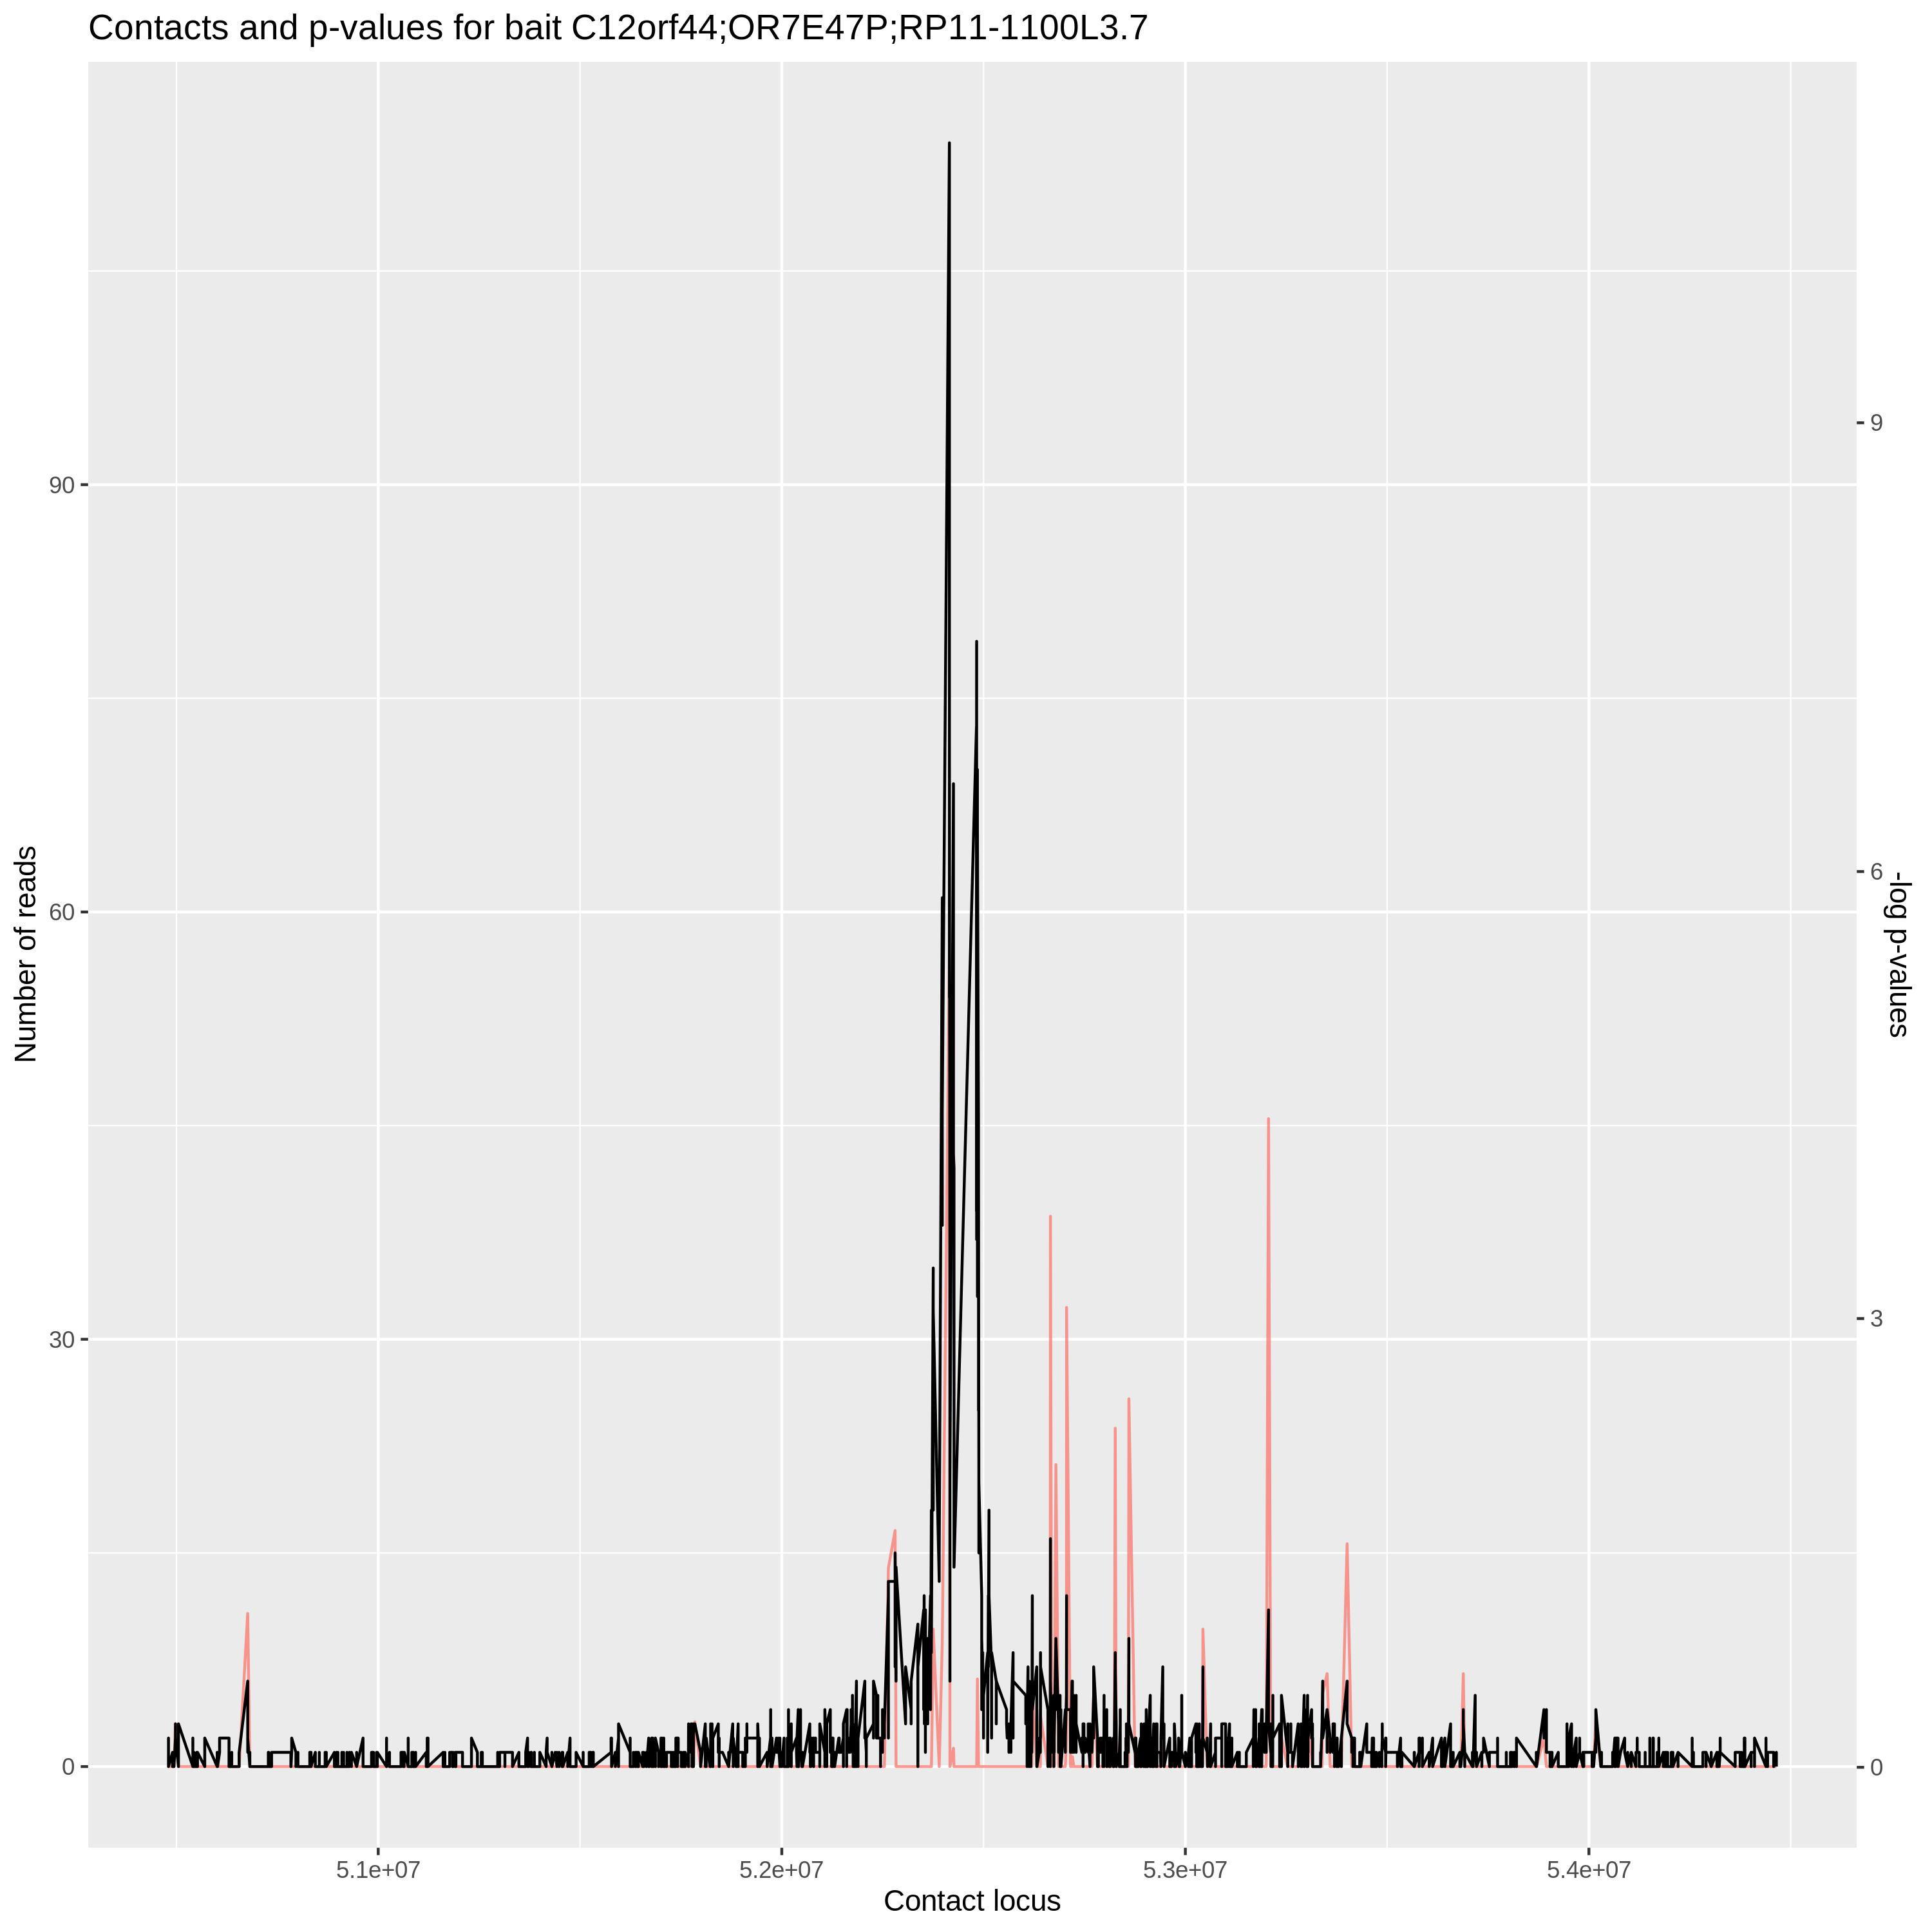 Contacts and p-values for bait C12orf44;OR7E47P;RP11-1100L3.7
Number of reads
90
60
30
0
9
6
3
0
-log p-values
5.1e+07
5.2e+07
5.3e+07
5.4e+07
Contact locus